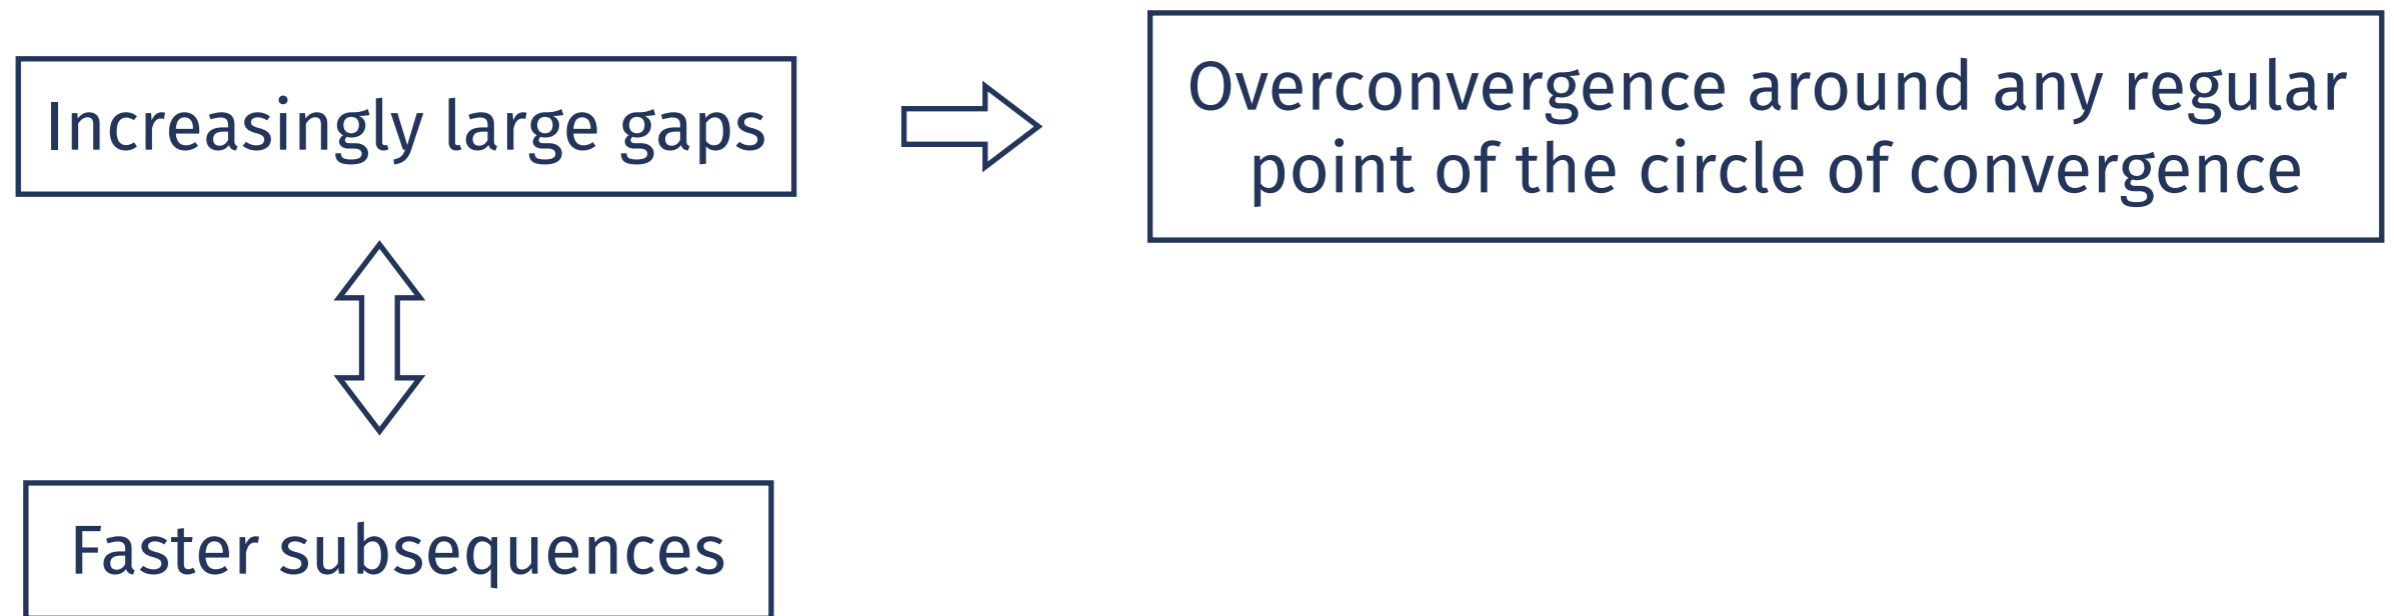 Increasingly large gaps
Overconvergence around any regular
point of the circle of convergence
Faster subsequences